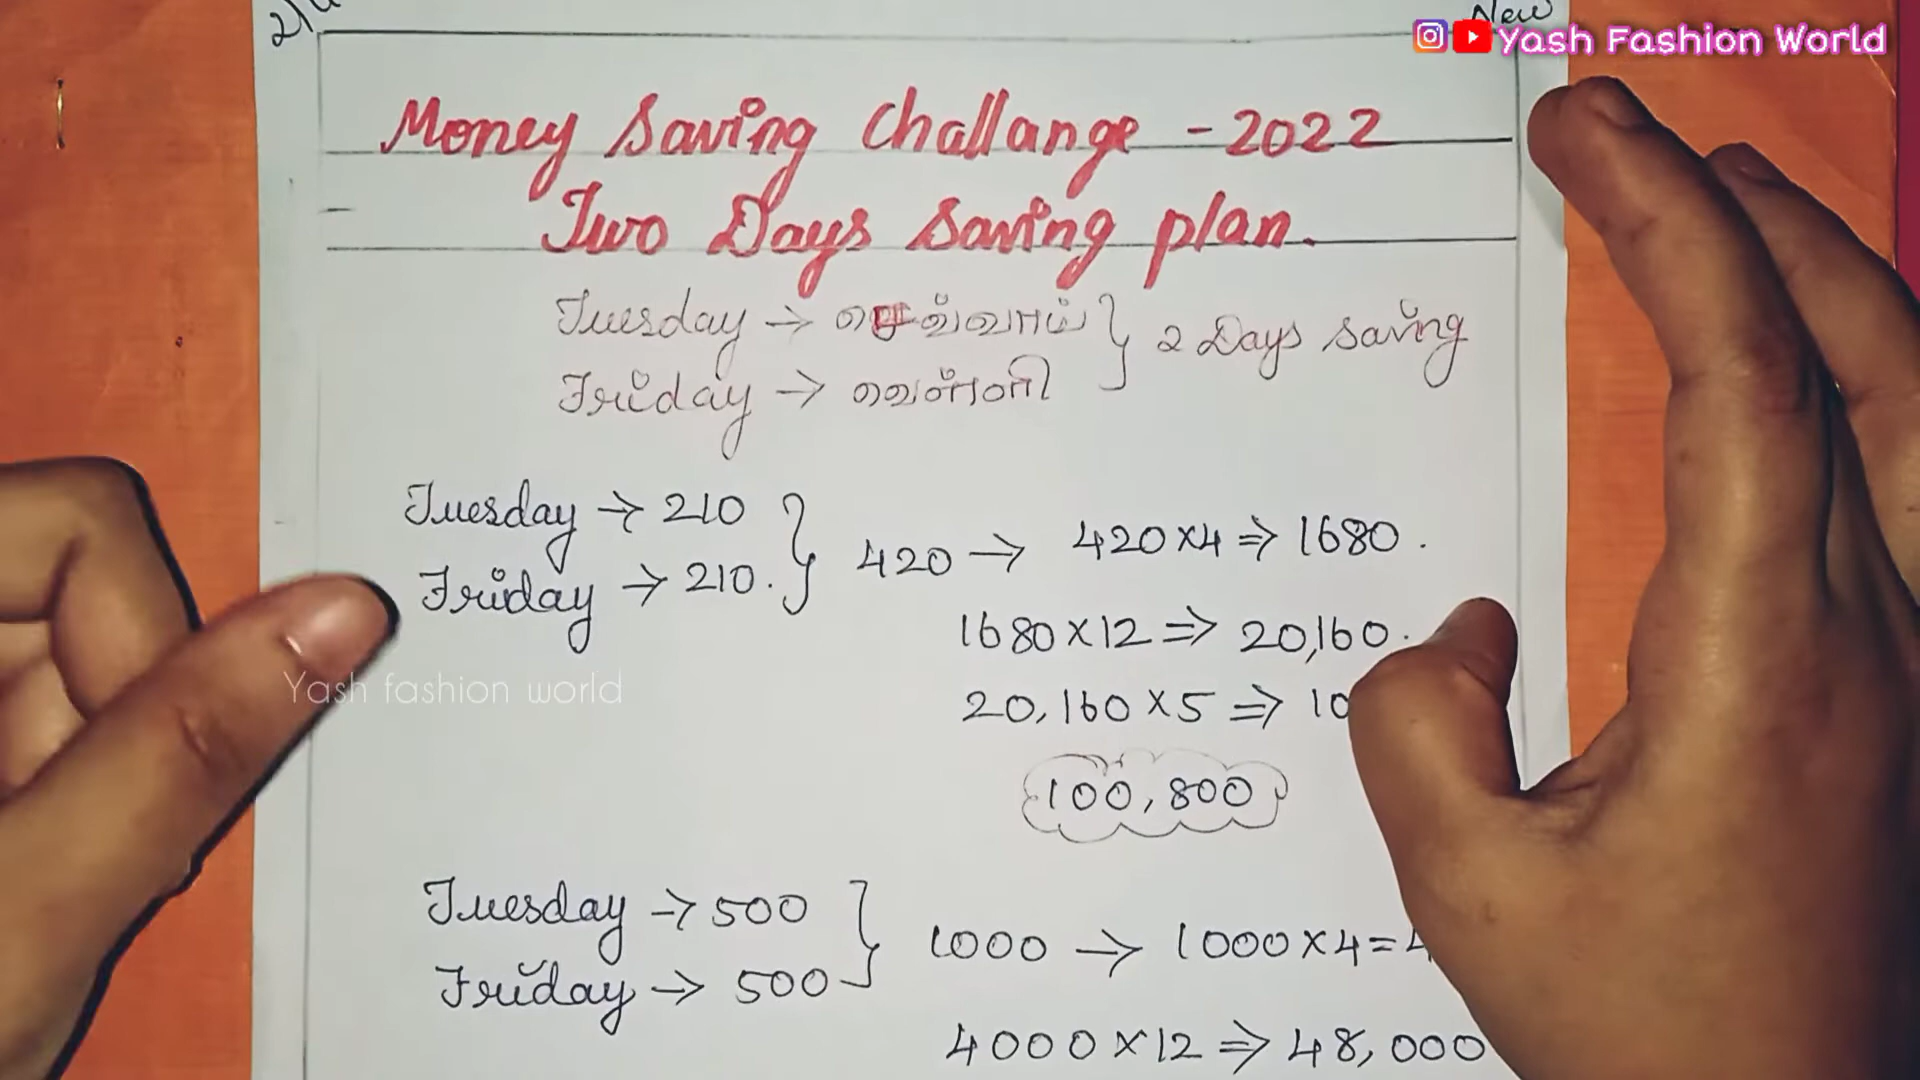 New
Yash Fashion World
Money Saving Challange - 2022
Two Days Saving plan.
Tuesday → செவ்வாய்
Friday → வெள்ளி
} 2 Days Saving
Tuesday → 210
Friday → 210.
} 420 → 420 x 4 ⇒ 1680.
1680 x 12 ⇒ 20,160.
20,160 x 5 ⇒ 10
100,800
Yash fashion world
Tuesday → 500
Friday → 500
} 1000 → 1000 x 4 =
4000 x 12 ⇒ 48,000